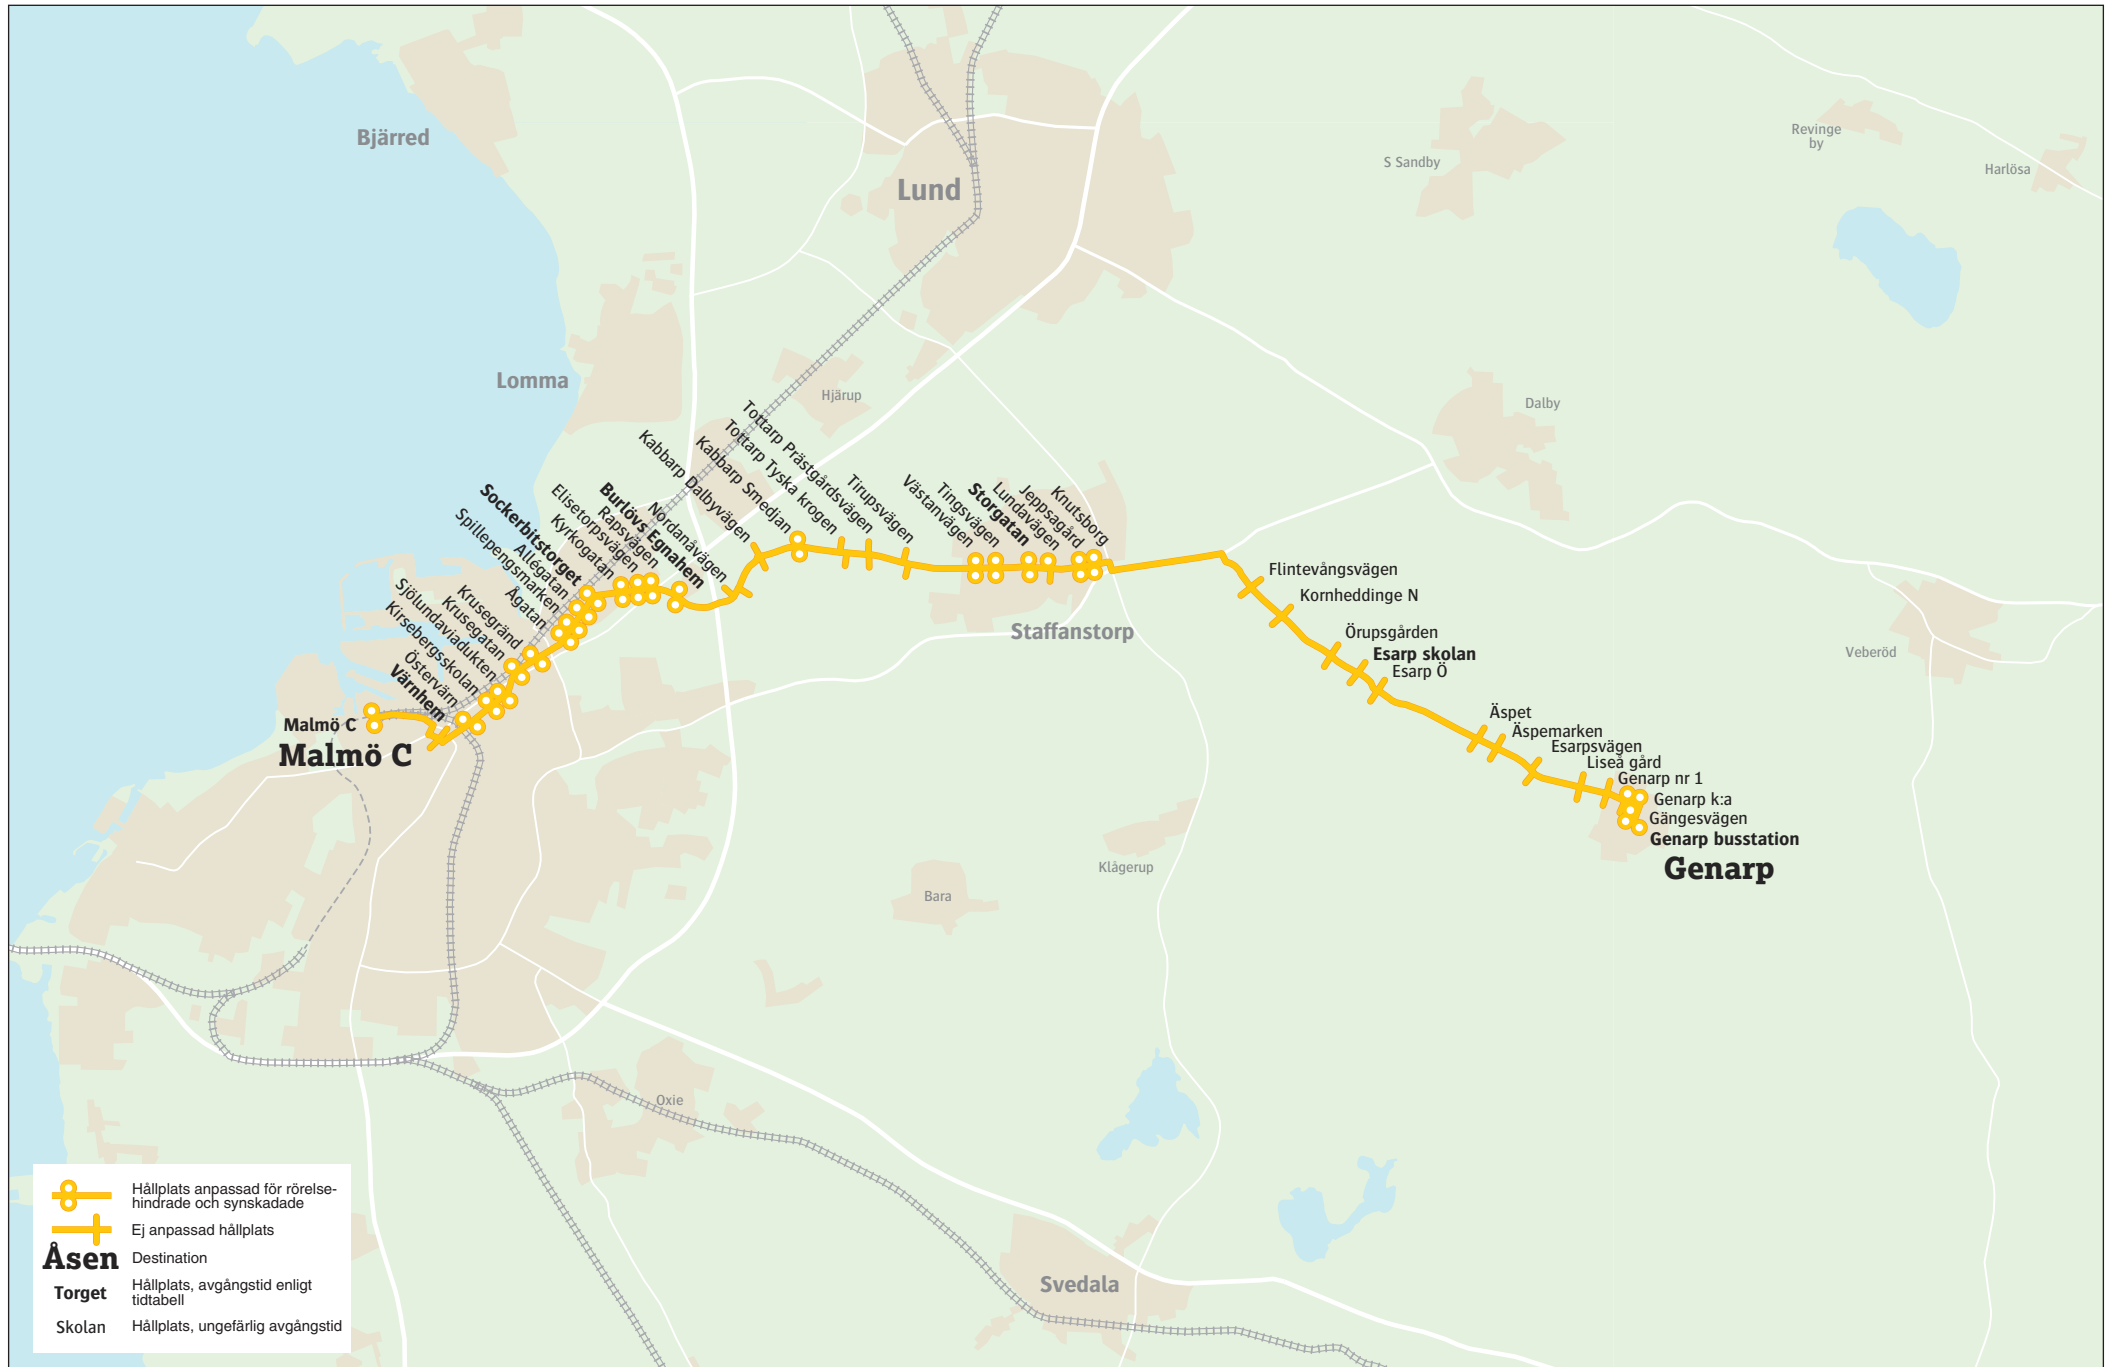 Bjärred
Lund
S Sandby
Revinge
by
Harlösa
Lomma
Hjärup
Dalby
Staffanstorp
Veberöd
Klågerup
Bara
Oxie
Svedala
Malmö C
Malmö C
Värnhem
Östervärn
Kirsebergsskolan
Sjölundaviadukten
Krusegatan
Krusegränd
Ågatan
Spillepengsmarken
Allégatan
Sockerbitstorget
Kyrkogatan
Elisetorpsvägen
Rapsvägen
Burlövs Egnahem
Nordanåvägen
Kabbarp Dalbyvägen
Kabbarp Smedjan
Tottarp Tyska krogen
Tottarp Prästgårdsvägen
Tirupsvägen
Västanvägen
Tingsvägen
Storgatan
Lundavägen
Jeppsagård
Knutsborg
Flintevångsvägen
Kornheddinge N
Örupsgården
Esarp skolan
Esarp Ö
Äspet
Äspemarken
Esarpsvägen
Liseå gård
Genarp nr 1
Genarp k:a
Gängesvägen
Genarp busstation
Genarp
Hållplats anpassad för rörelse-
hindrade och synskadade
Ej anpassad hållplats
Åsen Destination
Torget Hållplats, avgångstid enligt
tidtabell
Skolan Hållplats, ungefärlig avgångstid